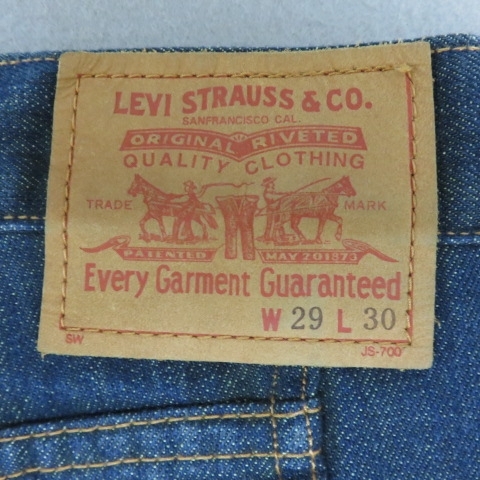 LEVI STRAUSS & CO.
SANFRANCISCO CAL.
ORIGINAL RIVETED
QUALITY CLOTHING
TRADE MARK
PATENTED MAY 20 1873
Every Garment Guaranteed
W 29 L 30
SW JS-700